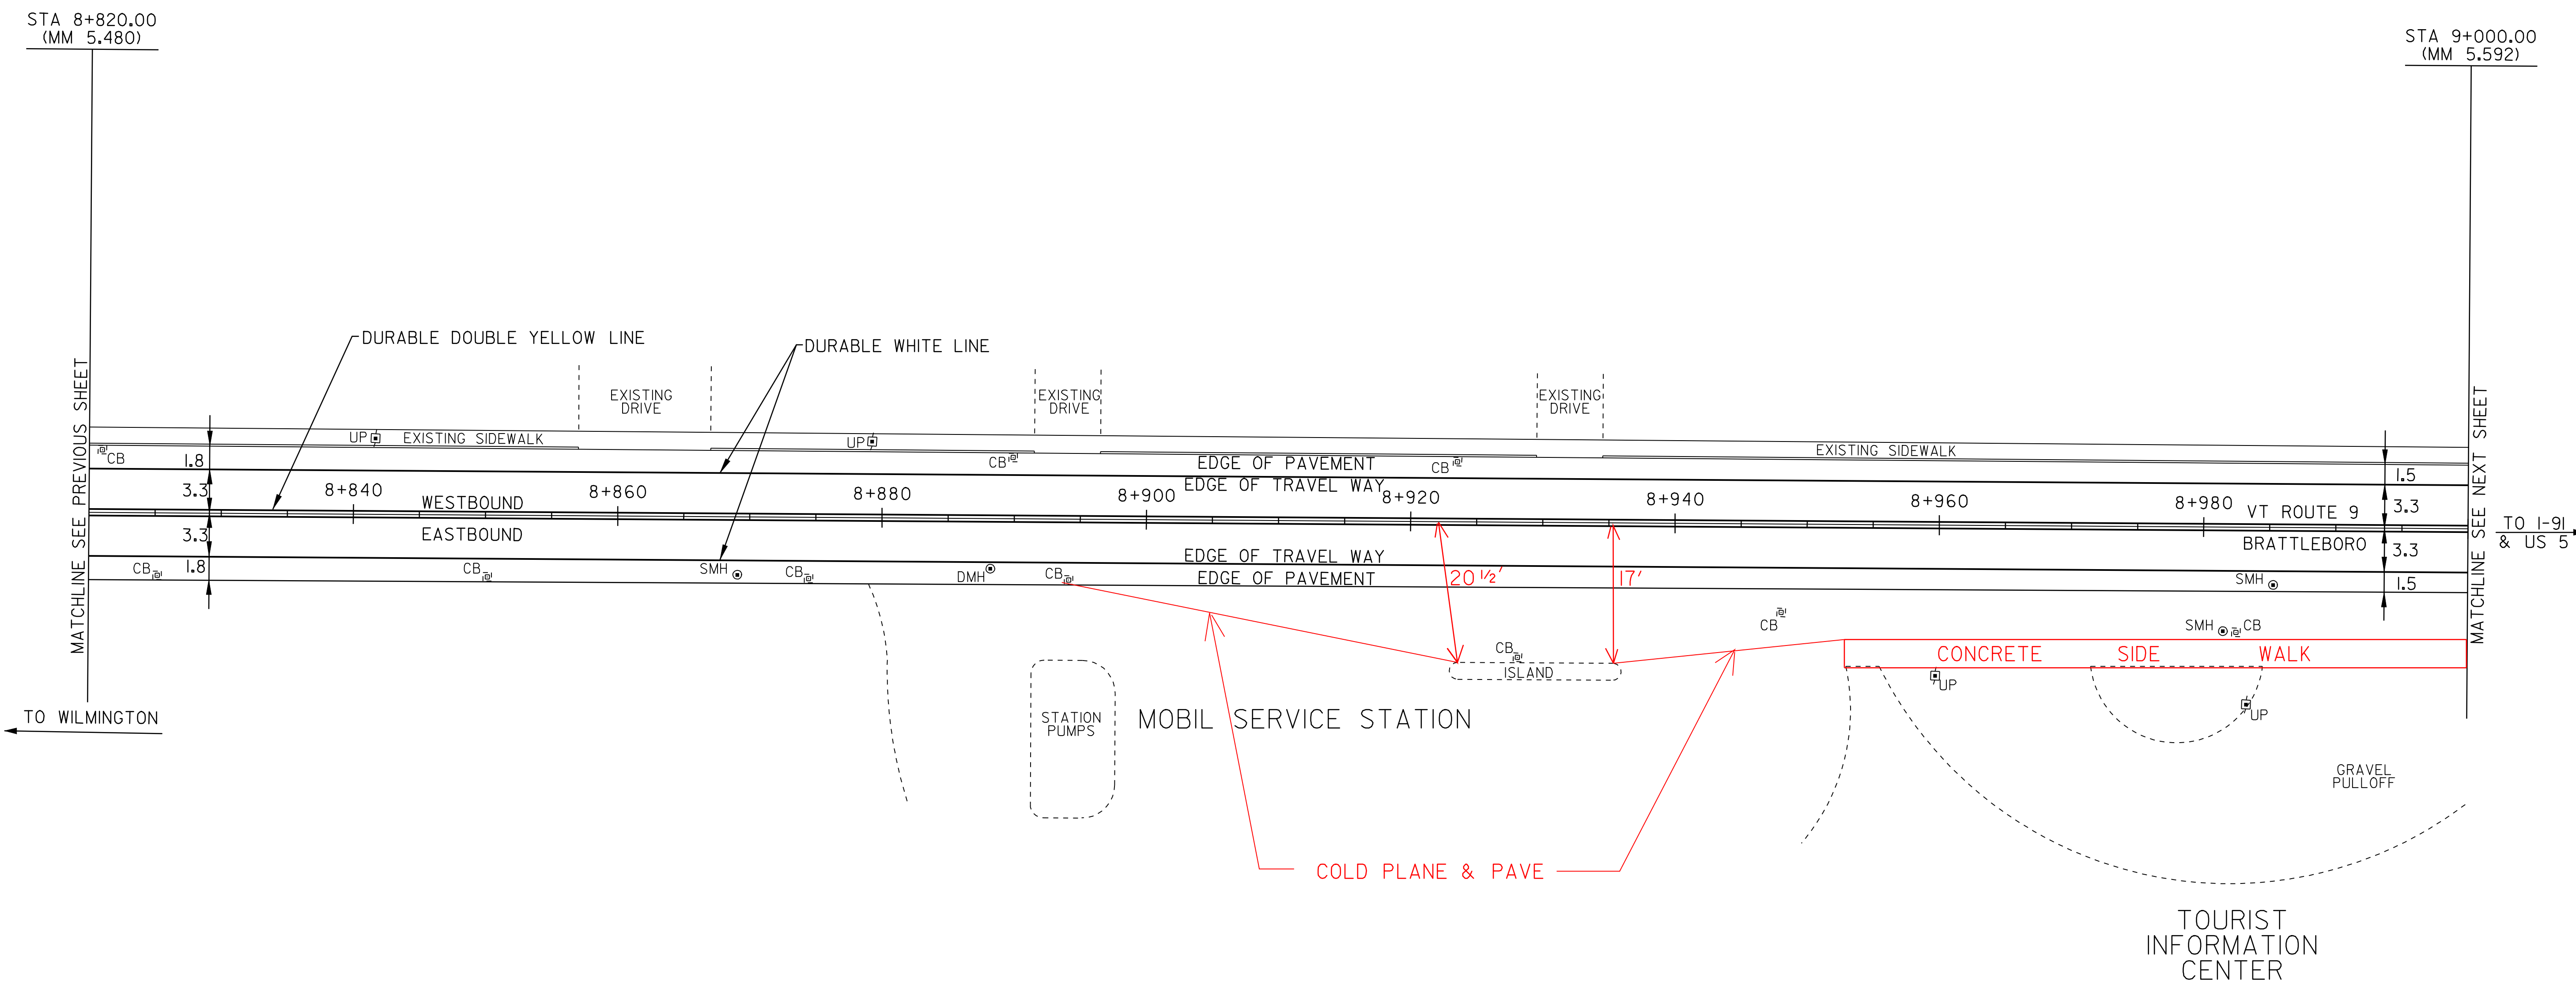 STA 8+820.00
(MM 5.480)
STA 9+000.00
(MM 5.592)
DURABLE DOUBLE YELLOW LINE
DURABLE WHITE LINE
MATCHLINE SEE PREVIOUS SHEET
MATCHLINE SEE NEXT SHEET
EXISTING
DRIVE
EXISTING
DRIVE
EXISTING
DRIVE
UP
EXISTING SIDEWALK
UP
EXISTING SIDEWALK
CB
1.8
CB
EDGE OF PAVEMENT
CB
1.5
3.3
8+840
8+860
8+880
8+900
EDGE OF TRAVEL WAY
8+920
8+940
8+960
8+980
VT ROUTE 9
3.3
WESTBOUND
EASTBOUND
3.3
BRATTLEBORO
3.3
TO I-91
& US 5
EDGE OF TRAVEL WAY
EDGE OF PAVEMENT
CB
1.8
CB
SMH
CB
DMH
CB
20 1/2'
17'
SMH
1.5
CB
SMH
CB
CB
ISLAND
CONCRETE SIDE WALK
UP
UP
TO WILMINGTON
STATION
PUMPS
MOBIL SERVICE STATION
GRAVEL
PULLOFF
COLD PLANE & PAVE
TOURIST
INFORMATION
CENTER